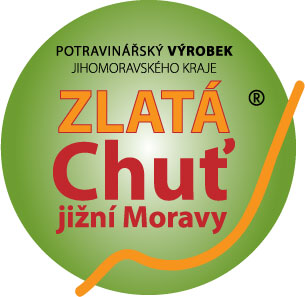 POTRAVINÁŘSKÝ VÝROBEK
JIHOMORAVSKÉHO KRAJE
ZLATÁ ®
Chuť
jižní Moravy